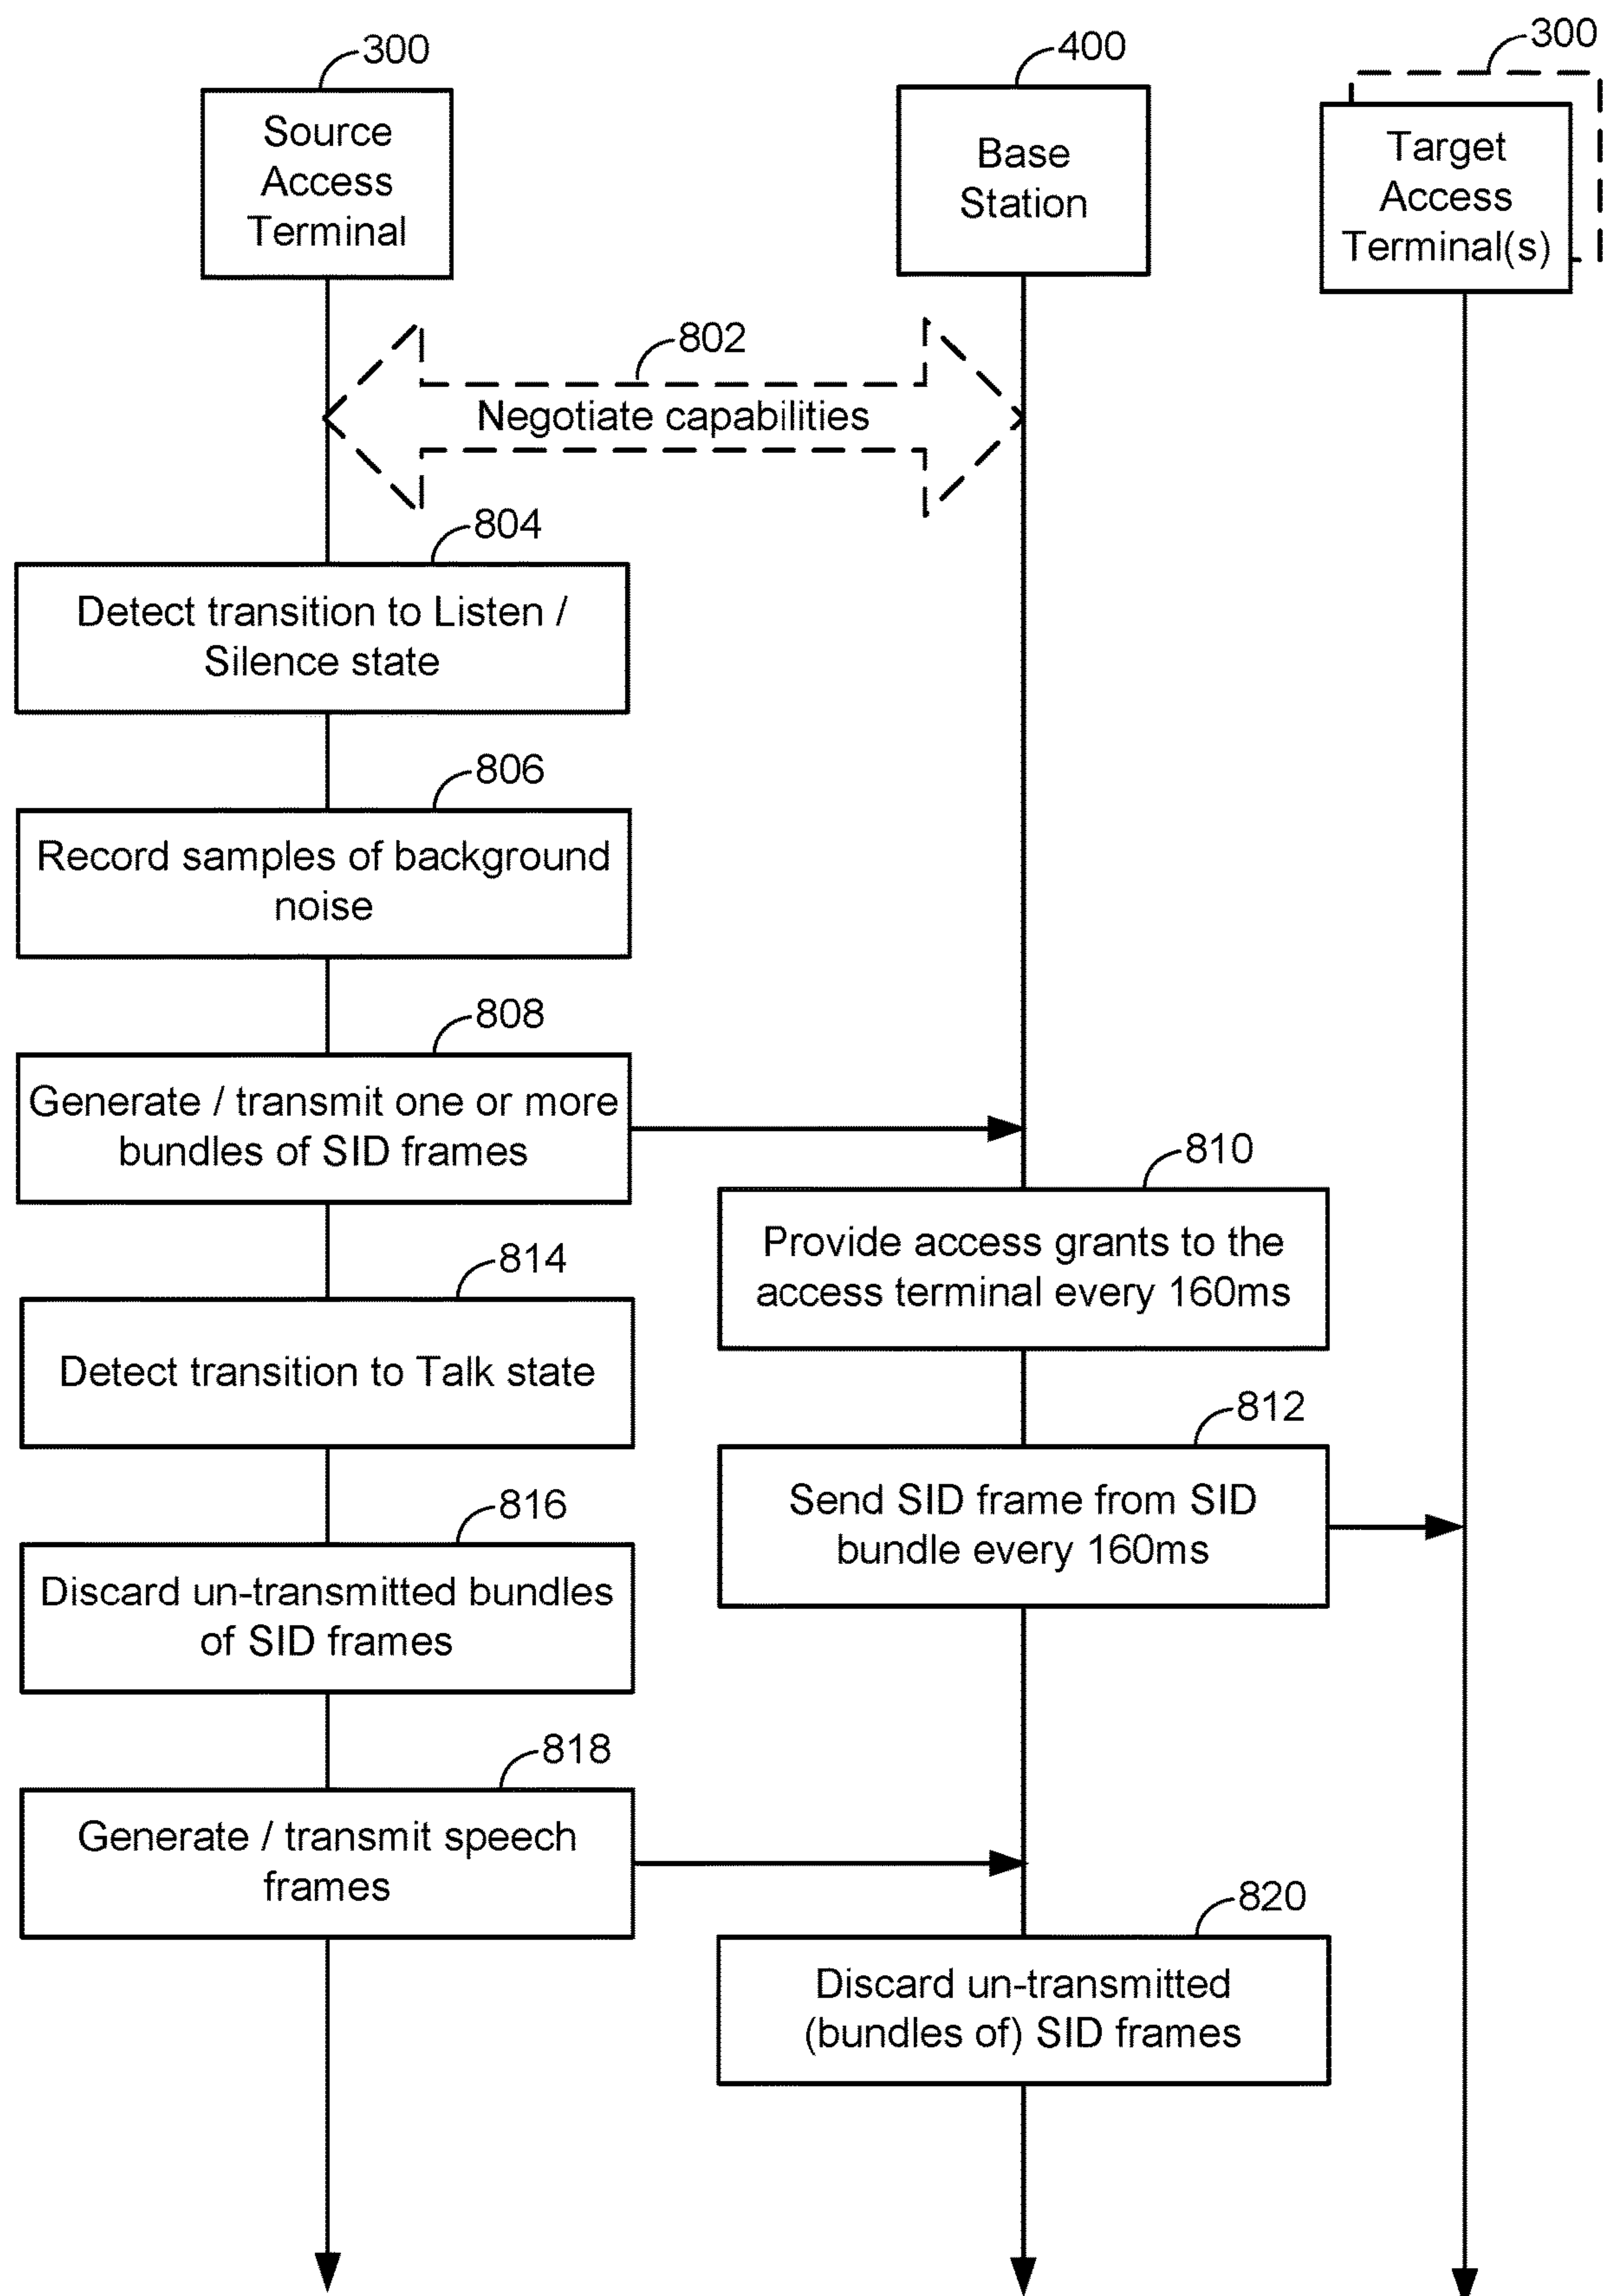 300
Source
Access
Terminal
400
Base
Station
300
Target
Access
Terminal(s)
802
Negotiate capabilities
804
Detect transition to Listen /
Silence state
806
Record samples of background
noise
808
Generate / transmit one or more
bundles of SID frames
810
Provide access grants to the
access terminal every 160ms
814
Detect transition to Talk state
812
Send SID frame from SID
bundle every 160ms
816
Discard un-transmitted bundles
of SID frames
818
Generate / transmit speech
frames
820
Discard un-transmitted
(bundles of) SID frames